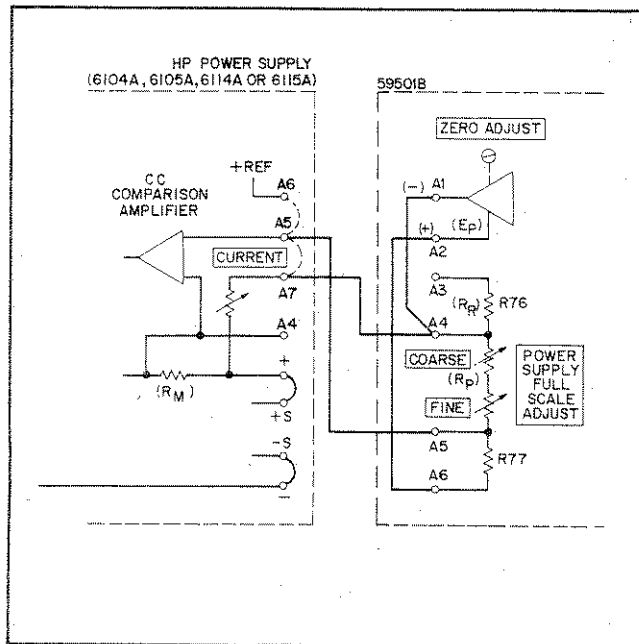 HP POWER SUPPLY
(6104A, 6105A, 6114A OR 6115A)
59501B
ZERO ADJUST
+REF
A6
CC
COMPARISON
AMPLIFIER
A5
CURRENT
A7
A4
(RM)
+
+S
-S
-
(-)
A1
(+)
(EP)
A2
A3
(RR)
R76
A4
COARSE
(RP)
FINE
POWER
SUPPLY
FULL
SCALE
ADJUST
A5
R77
A6